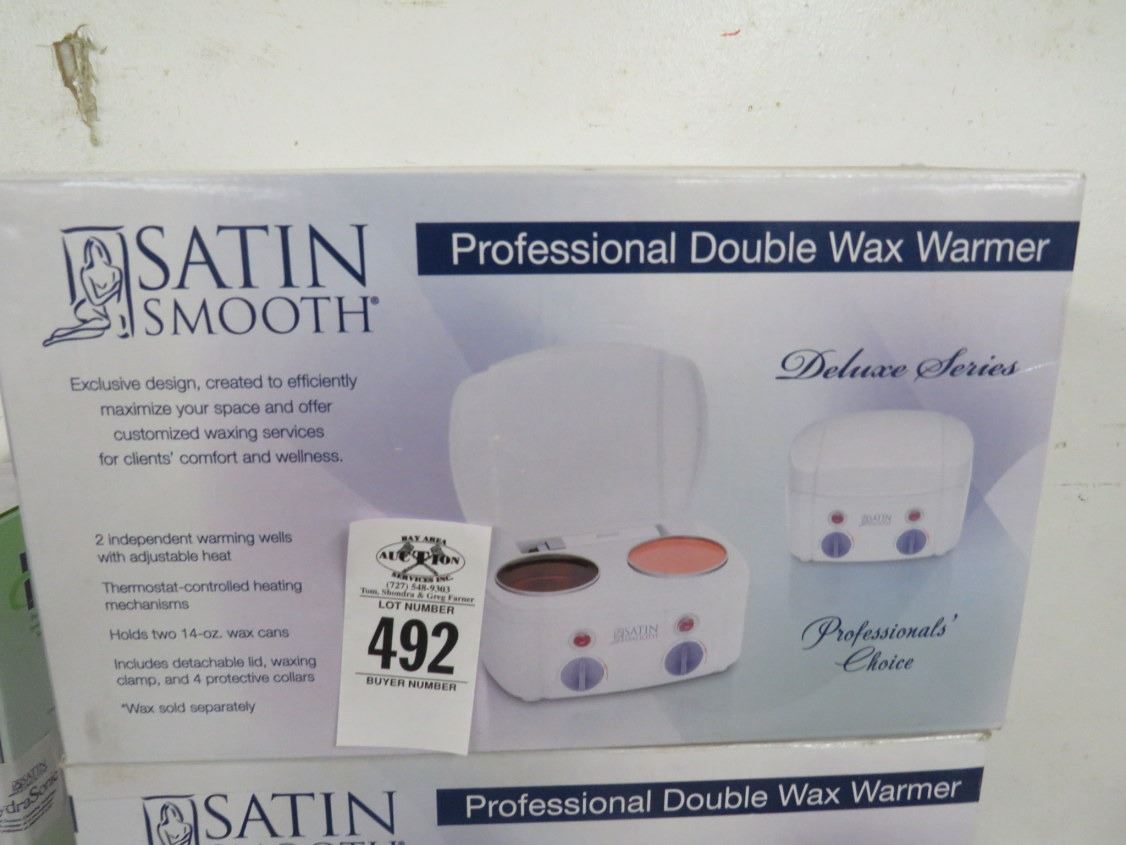 SATIN
SMOOTH®
Professional Double Wax Warmer
Deluxe Series
Exclusive design, created to efficiently
maximize your space and offer
customized waxing services
for clients' comfort and wellness.
2 independent warming wells
with adjustable heat
Thermostat-controlled heating
mechanisms
Holds two 14-oz. wax cans
Includes detachable lid, waxing
clamp, and 4 protective collars
*Wax sold separately
BAY AREA
AUCTION
SERVICES INC.
(727) 548-9303
Tom, Shondra & Greg Farner
LOT NUMBER
492
BUYER NUMBER
SATIN
SMOOTH
SATIN
Professionals'
Choice
SATIN
Professional Double Wax Warmer
SATIN